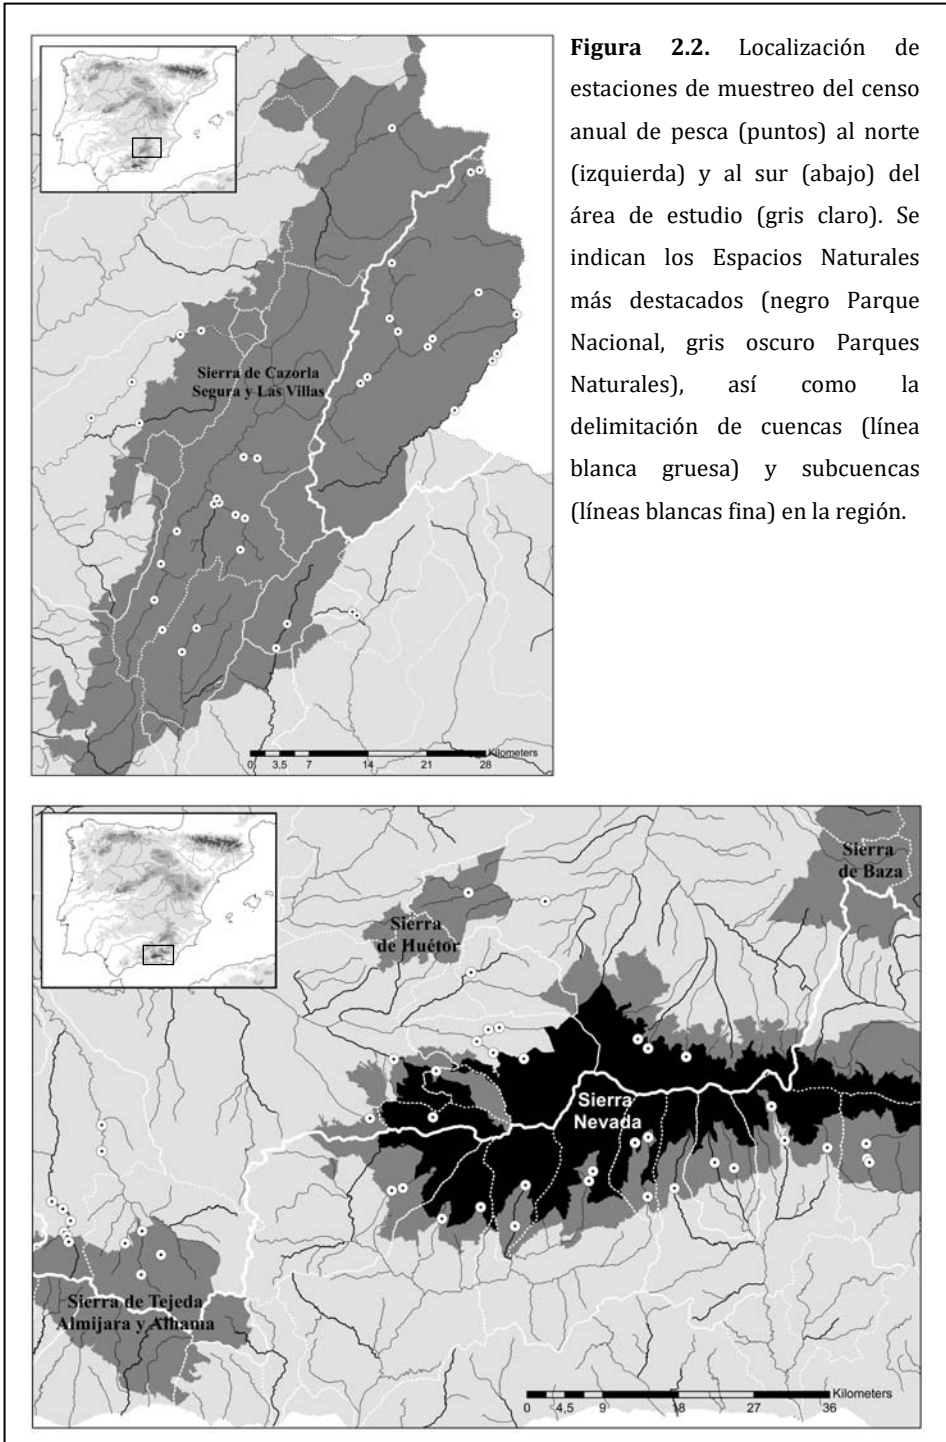 Figura 2.2. Localización de
estaciones de muestreo del censo
anual de pesca (puntos) al norte
(izquierda) y al sur (abajo) del
área de estudio (gris claro). Se
indican los Espacios Naturales
más destacados (negro Parque
Nacional, gris oscuro Parques
Naturales), así como la
delimitación de cuencas (línea
blanca gruesa) y subcuencas
(líneas blancas fina) en la región.
Sierra de Cazorla
Segura y Las Villas
Kilometers
0 3,5 7 14 21 28
Sierra
de Baza
Sierra
de Huétor
Sierra
Nevada
Sierra de Tejeda
Almijara y Alhama
Kilometers
0 4,5 9 18 27 36